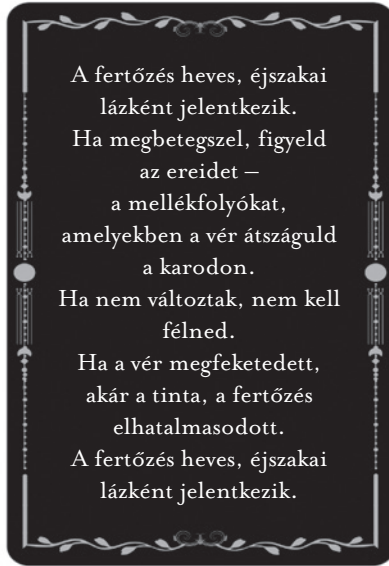 A fertőzés heves, éjszakai
lázként jelentkezik.
Ha megbetegszel, figyeld
az ereidet –
a mellékfolyókat,
amelyekben a vér átszáguld
a karodon.
Ha nem változtak, nem kell
félned.
Ha a vér megfeketedett,
akár a tinta, a fertőzés
elhatalmasodott.
A fertőzés heves, éjszakai
lázként jelentkezik.